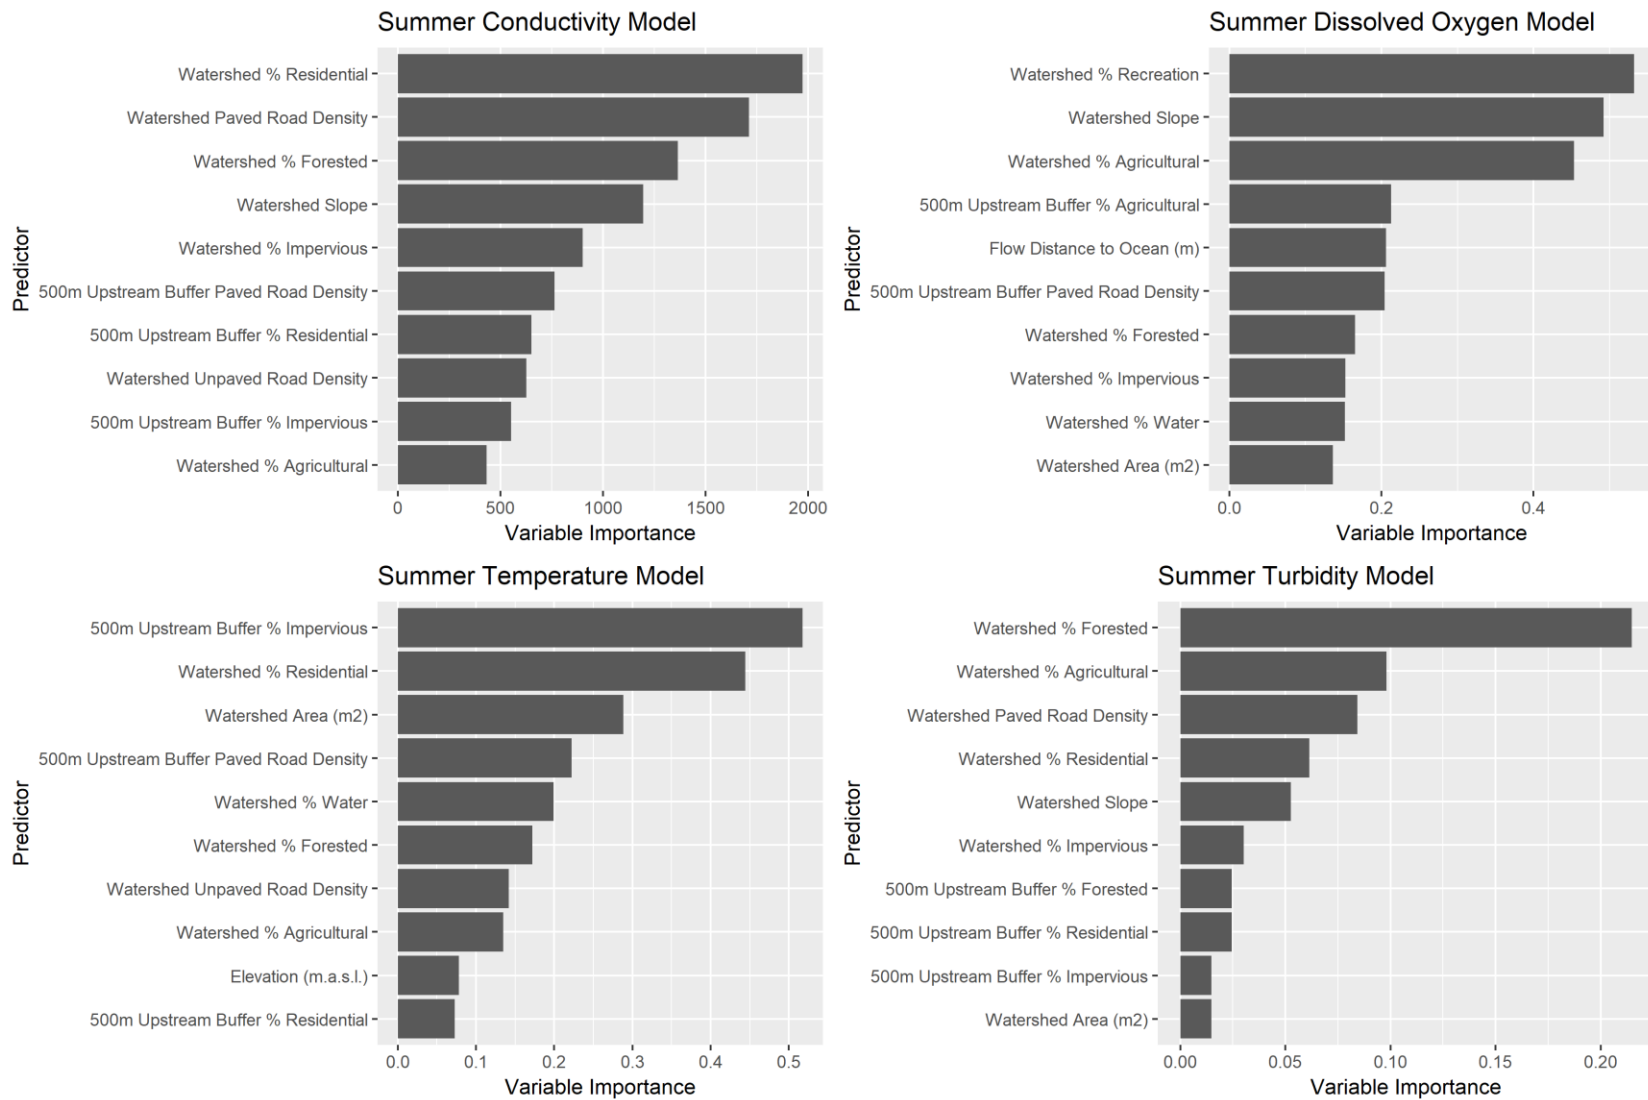 Summer Conductivity Model
Predictor
Watershed % Residential
Watershed Paved Road Density
Watershed % Forested
Watershed Slope
Watershed % Impervious
500m Upstream Buffer Paved Road Density
500m Upstream Buffer % Residential
Watershed Unpaved Road Density
500m Upstream Buffer % Impervious
Watershed % Agricultural
0 500 1000 1500 2000
Variable Importance
Summer Dissolved Oxygen Model
Predictor
Watershed % Recreation
Watershed Slope
Watershed % Agricultural
500m Upstream Buffer % Agricultural
Flow Distance to Ocean (m)
500m Upstream Buffer Paved Road Density
Watershed % Forested
Watershed % Impervious
Watershed % Water
Watershed Area (m2)
0.0 0.2 0.4
Variable Importance
Summer Temperature Model
Predictor
500m Upstream Buffer % Impervious
Watershed % Residential
Watershed Area (m2)
500m Upstream Buffer Paved Road Density
Watershed % Water
Watershed % Forested
Watershed Unpaved Road Density
Watershed % Agricultural
Elevation (m.a.s.l.)
500m Upstream Buffer % Residential
0.0 0.1 0.2 0.3 0.4 0.5
Variable Importance
Summer Turbidity Model
Predictor
Watershed % Forested
Watershed % Agricultural
Watershed Paved Road Density
Watershed % Residential
Watershed Slope
Watershed % Impervious
500m Upstream Buffer % Forested
500m Upstream Buffer % Residential
500m Upstream Buffer % Impervious
Watershed Area (m2)
0.00 0.05 0.10 0.15 0.20
Variable Importance